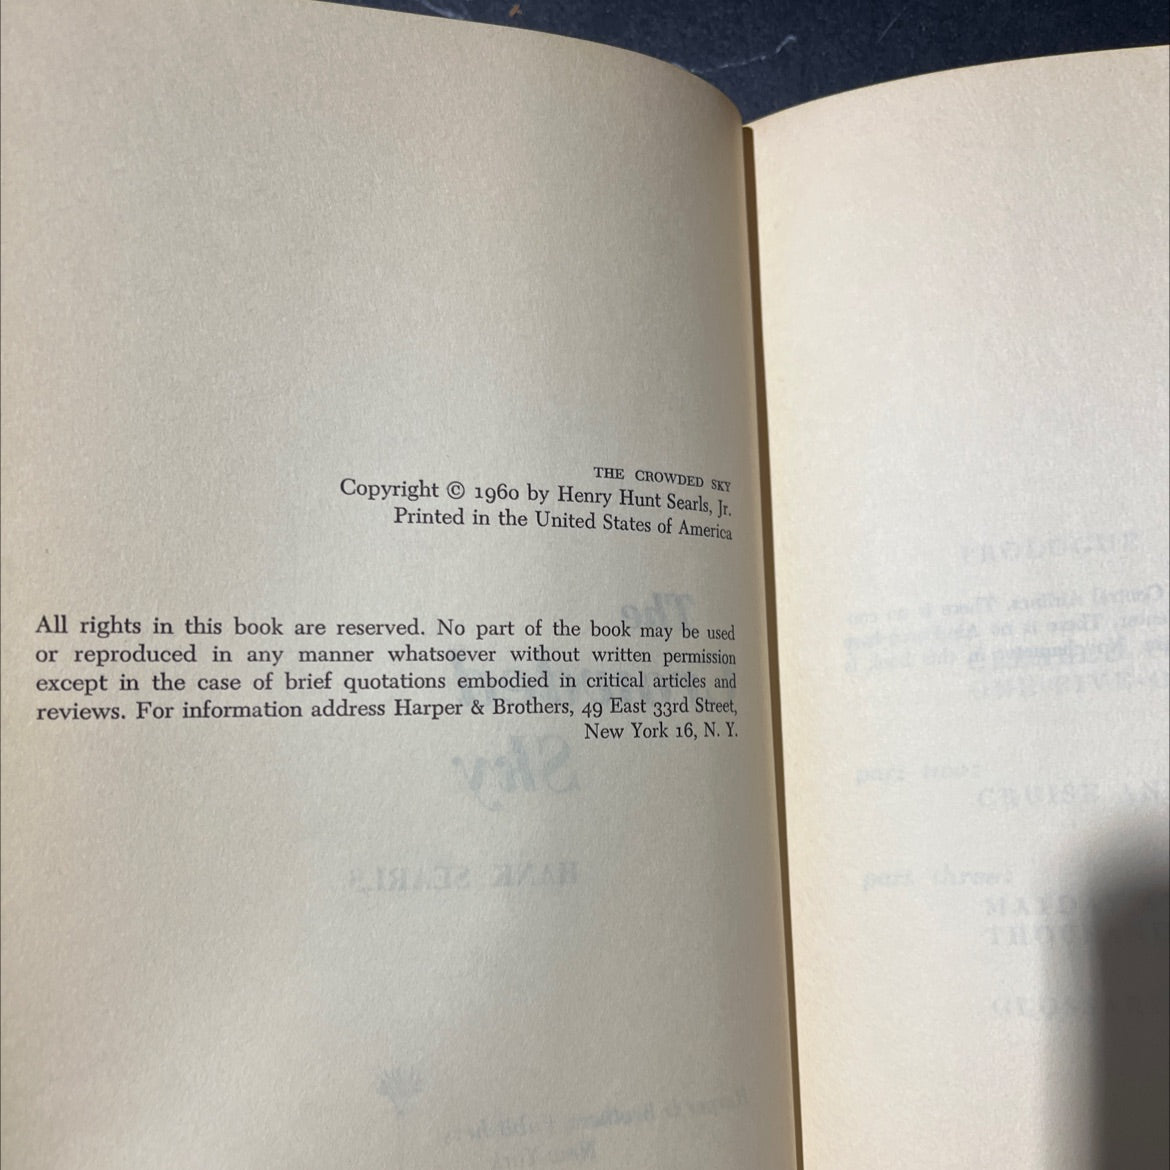 THE CROWDED SKY
Copyright © 1960 by Henry Hunt Searls, Jr.
Printed in the United States of America
All rights in this book are reserved. No part of the book may be used
or reproduced in any manner whatsoever without written permission
except in the case of brief quotations embodied in critical articles and
reviews. For information address Harper & Brothers, 49 East 33rd Street,
New York 16, N. Y.